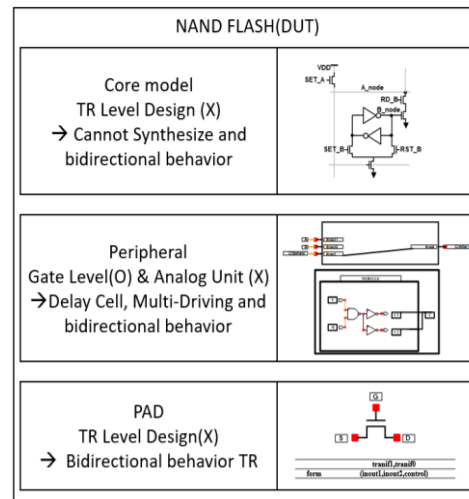 NAND FLASH(DUT)
Core model
TR Level Design (X)
→ Cannot Synthesize and
bidirectional behavior
VDD
SET_A
A_node
RD_B
B_node
SET_B
RST_B
Peripheral
Gate Level(O) & Analog Unit (X)
→Delay Cell, Multi-Driving and
bidirectional behavior
PAD
TR Level Design(X)
→ Bidirectional behavior TR
G
S
D
tranif1,tranif0
form
(inout1,inout2,control)